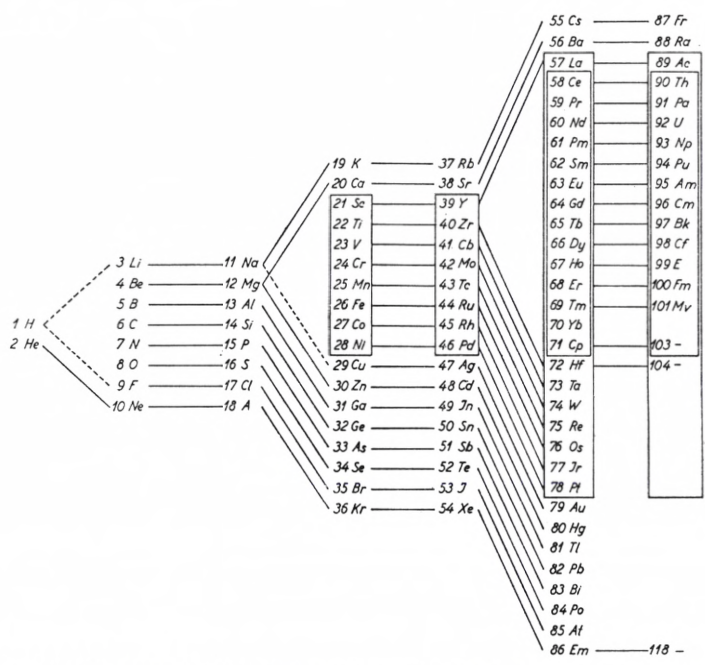 1 H
2 He
3 Li
4 Be
5 B
6 C
7 N
8 O
9 F
10 Ne
11 Na
12 Mg
13 Al
14 Si
15 P
16 S
17 Cl
18 A
19 K
20 Ca
21 Sc
22 Ti
23 V
24 Cr
25 Mn
26 Fe
27 Co
28 Ni
29 Cu
30 Zn
31 Ga
32 Ge
33 As
34 Se
35 Br
36 Kr
37 Rb
38 Sr
39 Y
40 Zr
41 Cb
42 Mo
43 Tc
44 Ru
45 Rh
46 Pd
47 Ag
48 Cd
49 Jn
50 Sn
51 Sb
52 Te
53 J
54 Xe
55 Cs
56 Ba
57 La
58 Ce
59 Pr
60 Nd
61 Pm
62 Sm
63 Eu
64 Gd
65 Tb
66 Dy
67 Ho
68 Er
69 Tm
70 Yb
71 Cp
72 Hf
73 Ta
74 W
75 Re
76 Os
77 Jr
78 Pt
79 Au
80 Hg
81 Tl
82 Pb
83 Bi
84 Po
85 At
86 Em
87 Fr
88 Ra
89 Ac
90 Th
91 Pa
92 U
93 Np
94 Pu
95 Am
96 Cm
97 Bk
98 Cf
99 E
100 Fm
101 Mv
103 –
104 –
118 –